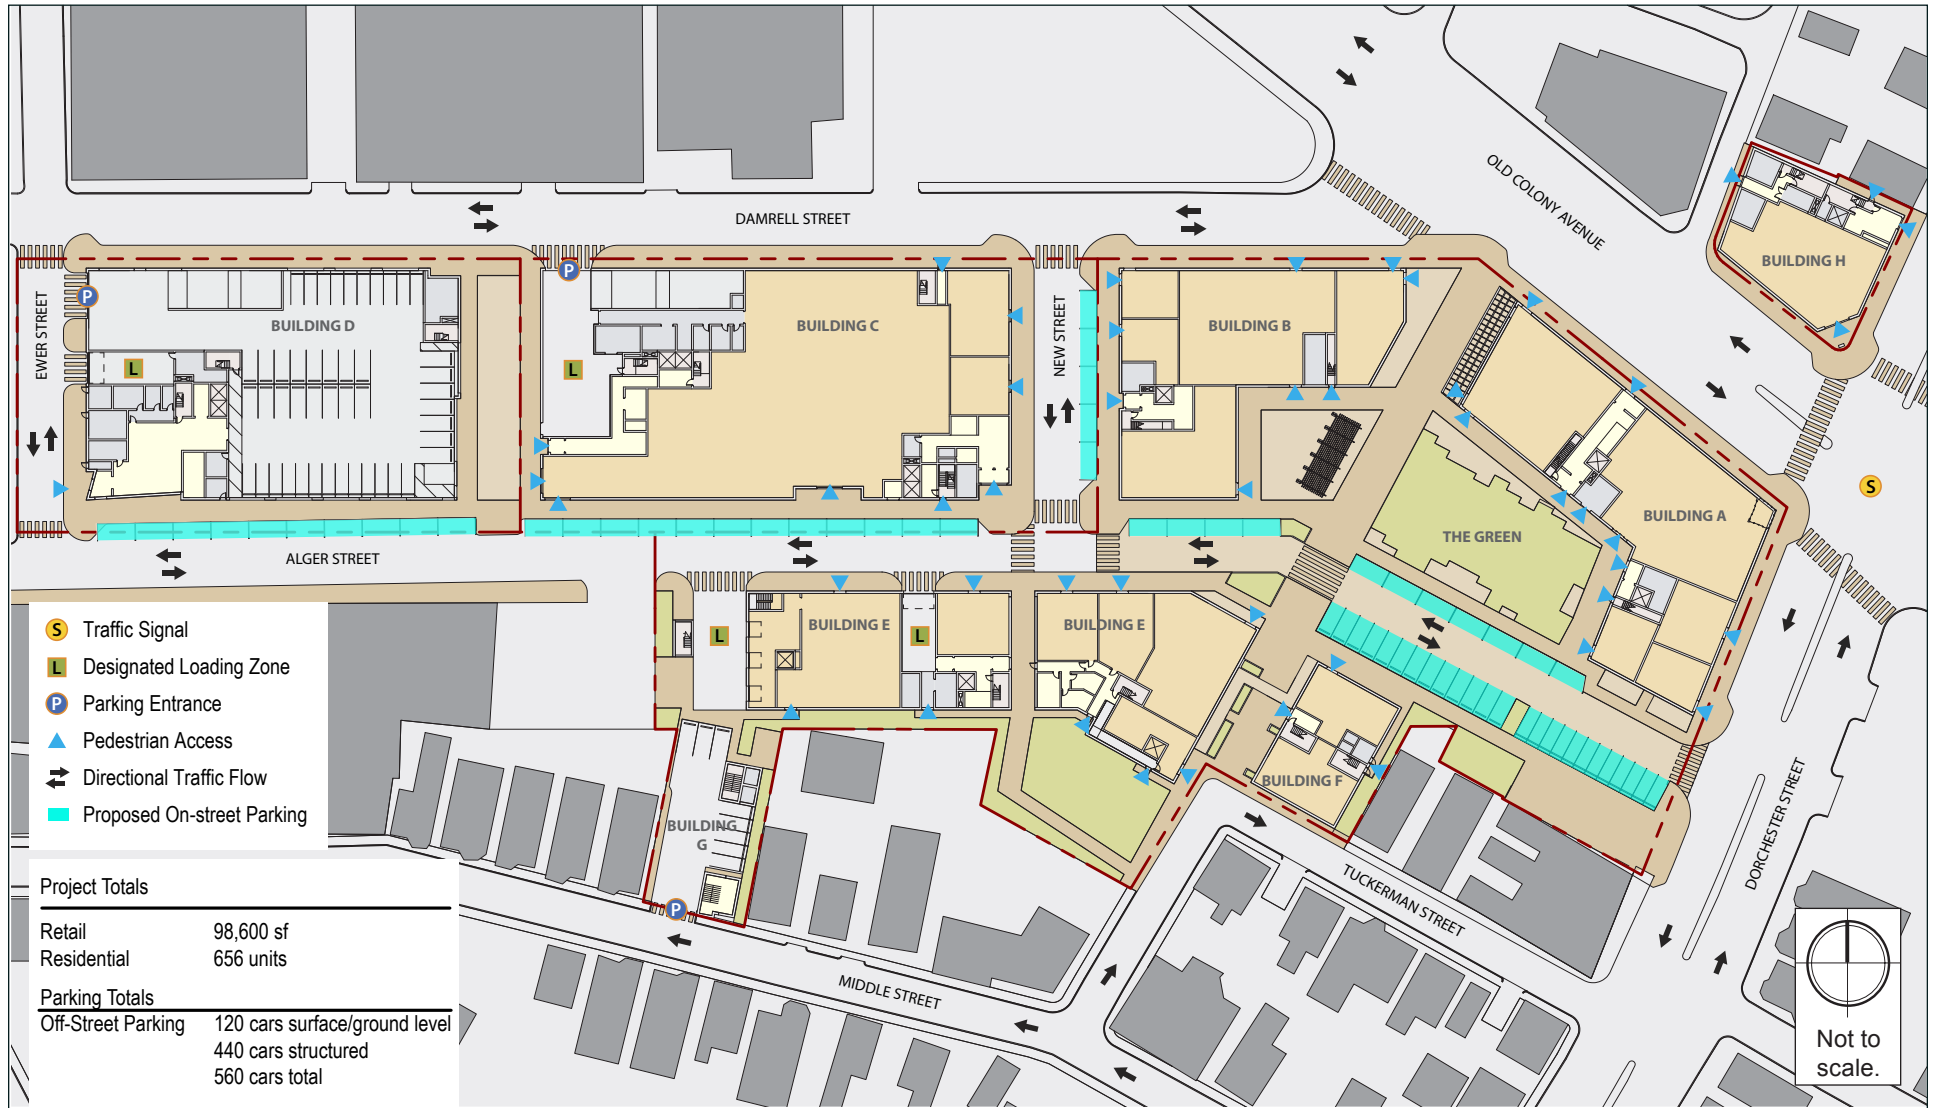 DAMRELL STREET
OLD COLONY AVENUE
EWER STREET
NEW STREET
BUILDING D
P
L
BUILDING C
P
L
BUILDING B
BUILDING H
BUILDING A
THE GREEN
S
ALGER STREET
BUILDING E
L
L
BUILDING E
BUILDING F
BUILDING
G
P
TUCKERMAN STREET
DORCHESTER STREET
MIDDLE STREET
S Traffic Signal
L Designated Loading Zone
P Parking Entrance
Pedestrian Access
Directional Traffic Flow
Proposed On-street Parking
Project Totals
Retail 98,600 sf
Residential 656 units
Parking Totals
Off-Street Parking 120 cars surface/ground level
440 cars structured
560 cars total
Not to
scale.